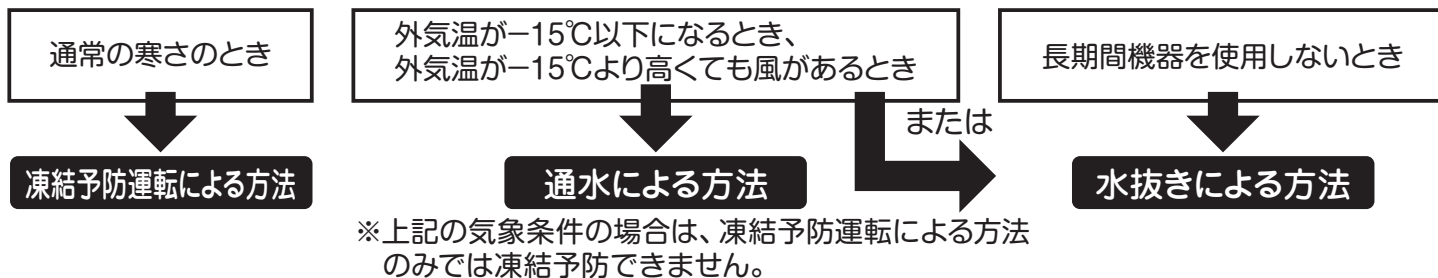 通常の寒さのとき
凍結予防運転による方法
外気温が−15℃以下になるとき、
外気温が−15℃より高くても風があるとき
通水による方法
または
長期間機器を使用しないとき
水抜きによる方法
※上記の気象条件の場合は、凍結予防運転による方法
のみでは凍結予防できません。